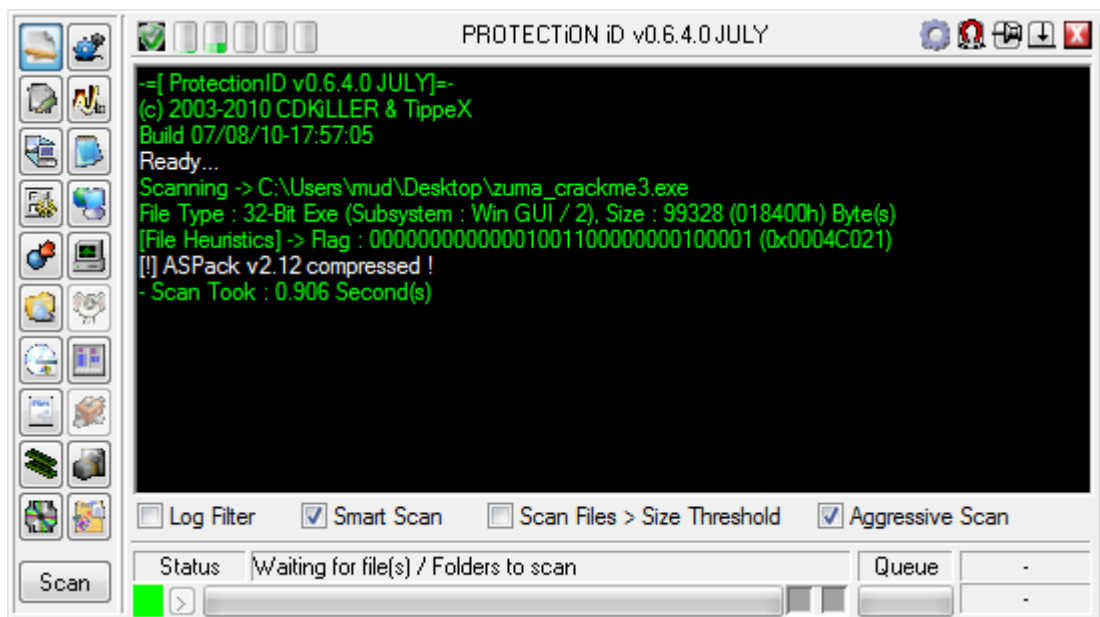 PROTECTiON iD v0.6.4.0 JULY
-=[ ProtectionID v0.6.4.0 JULY]=-
(c) 2003-2010 CDKiLLER & TippeX
Build 07/08/10-17:57:05
Ready...
Scanning -> C:\Users\mud\Desktop\zuma_crackme3.exe
File Type : 32-Bit Exe (Subsystem : Win GUI / 2), Size : 99328 (018400h) Byte(s)
[File Heuristics] -> Flag : 00000000000001001100000000100001 (0x0004C021)
[!] ASPack v2.12 compressed !
- Scan Took : 0.906 Second(s)
Log Filter Smart Scan Scan Files > Size Threshold Aggressive Scan
Status Waiting for file(s) / Folders to scan Queue -
Scan
> -